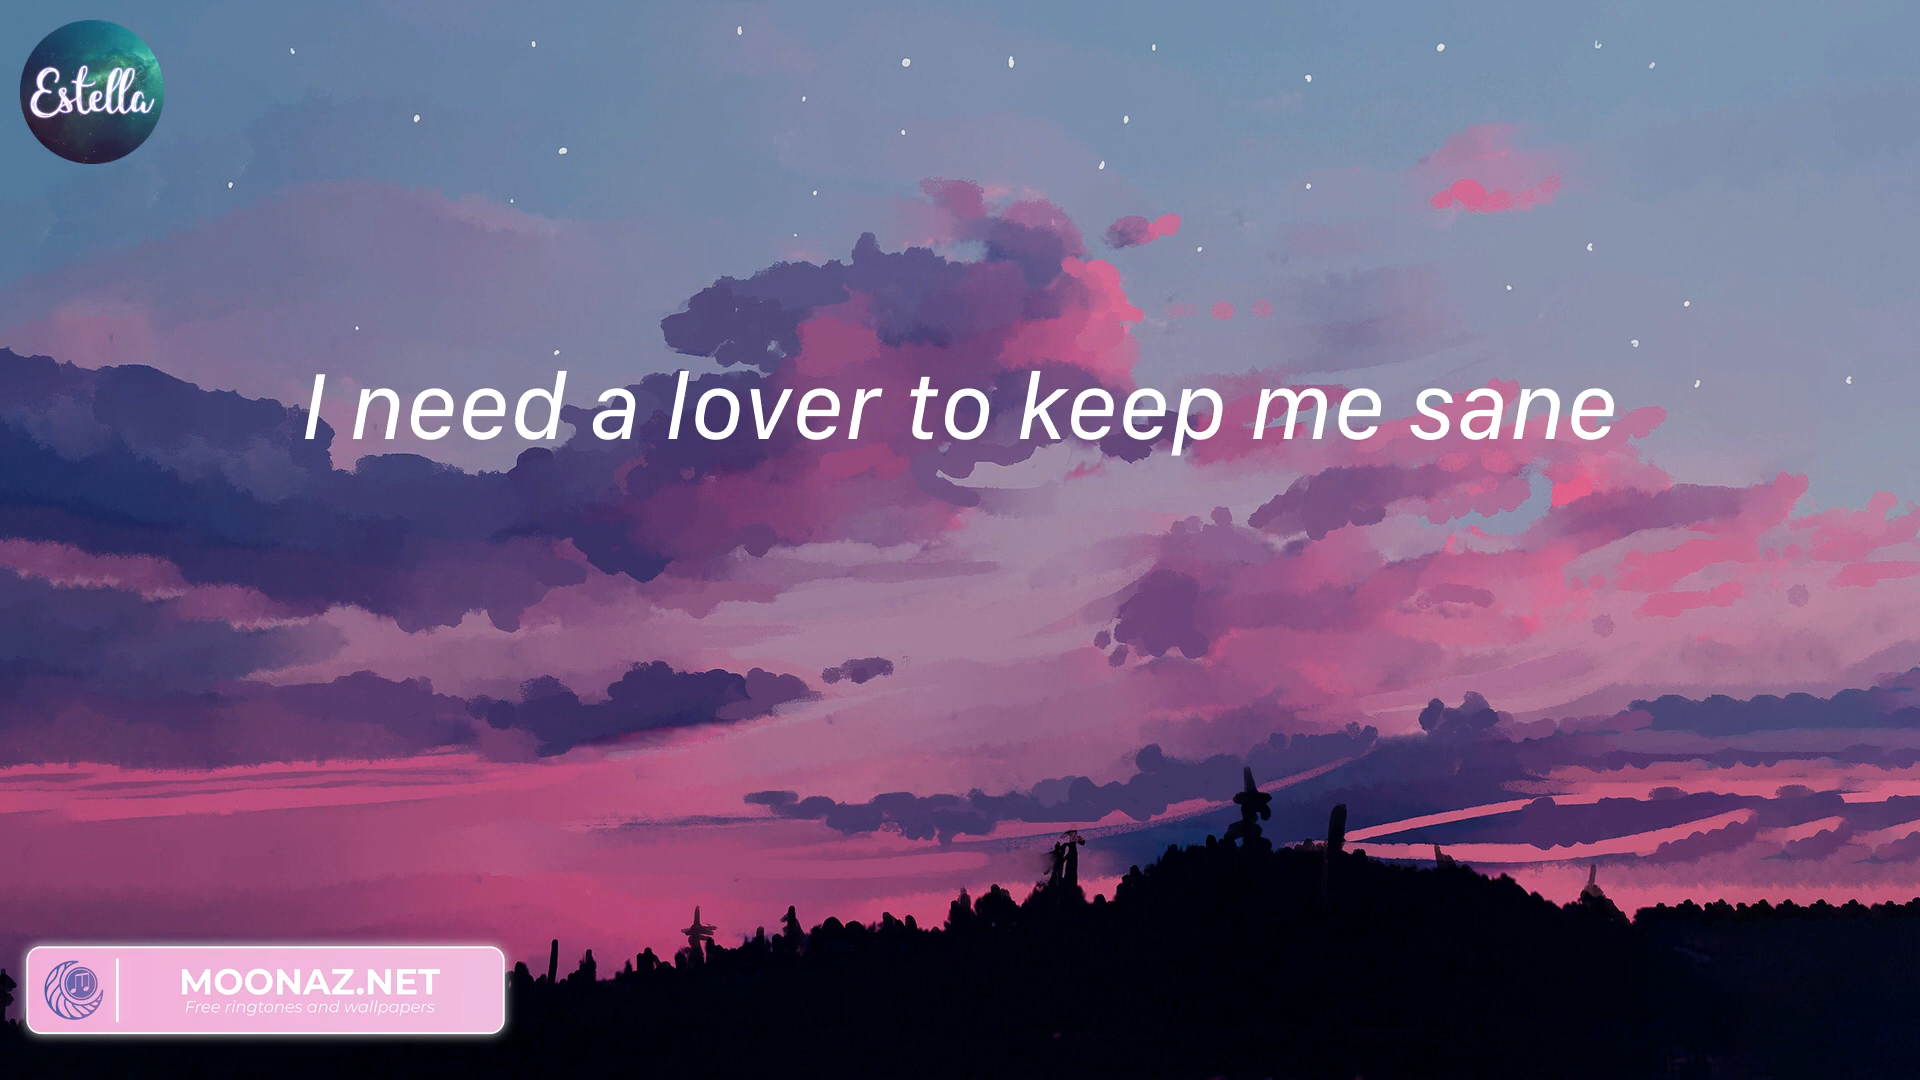 Estella
I need a lover to keep me sane
MOONAZ.NET
Free ringtones and wallpapers